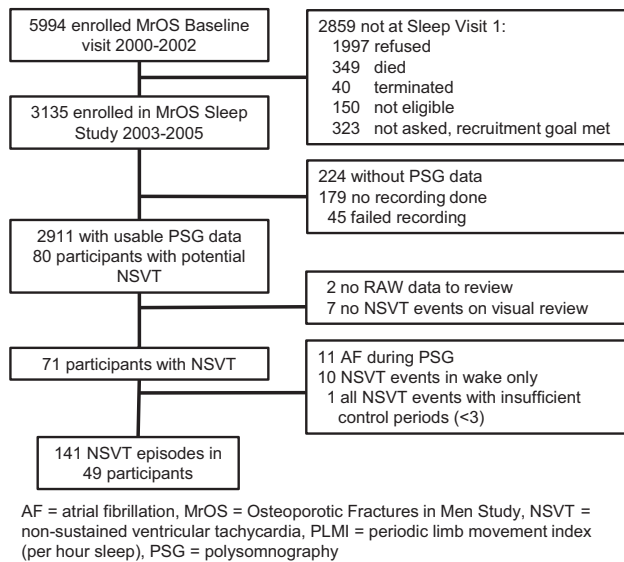 5994 enrolled MrOS Baseline
visit 2000-2002
2859 not at Sleep Visit 1:
1997 refused
349 died
40 terminated
150 not eligible
323 not asked, recruitment goal met
3135 enrolled in MrOS Sleep
Study 2003-2005
224 without PSG data
179 no recording done
45 failed recording
2911 with usable PSG data
80 participants with potential
NSVT
2 no RAW data to review
7 no NSVT events on visual review
71 participants with NSVT
11 AF during PSG
10 NSVT events in wake only
1 all NSVT events with insufficient
control periods (<3)
141 NSVT episodes in
49 participants
AF = atrial fibrillation, MrOS = Osteoporotic Fractures in Men Study, NSVT =
non-sustained ventricular tachycardia, PLMI = periodic limb movement index
(per hour sleep), PSG = polysomnography